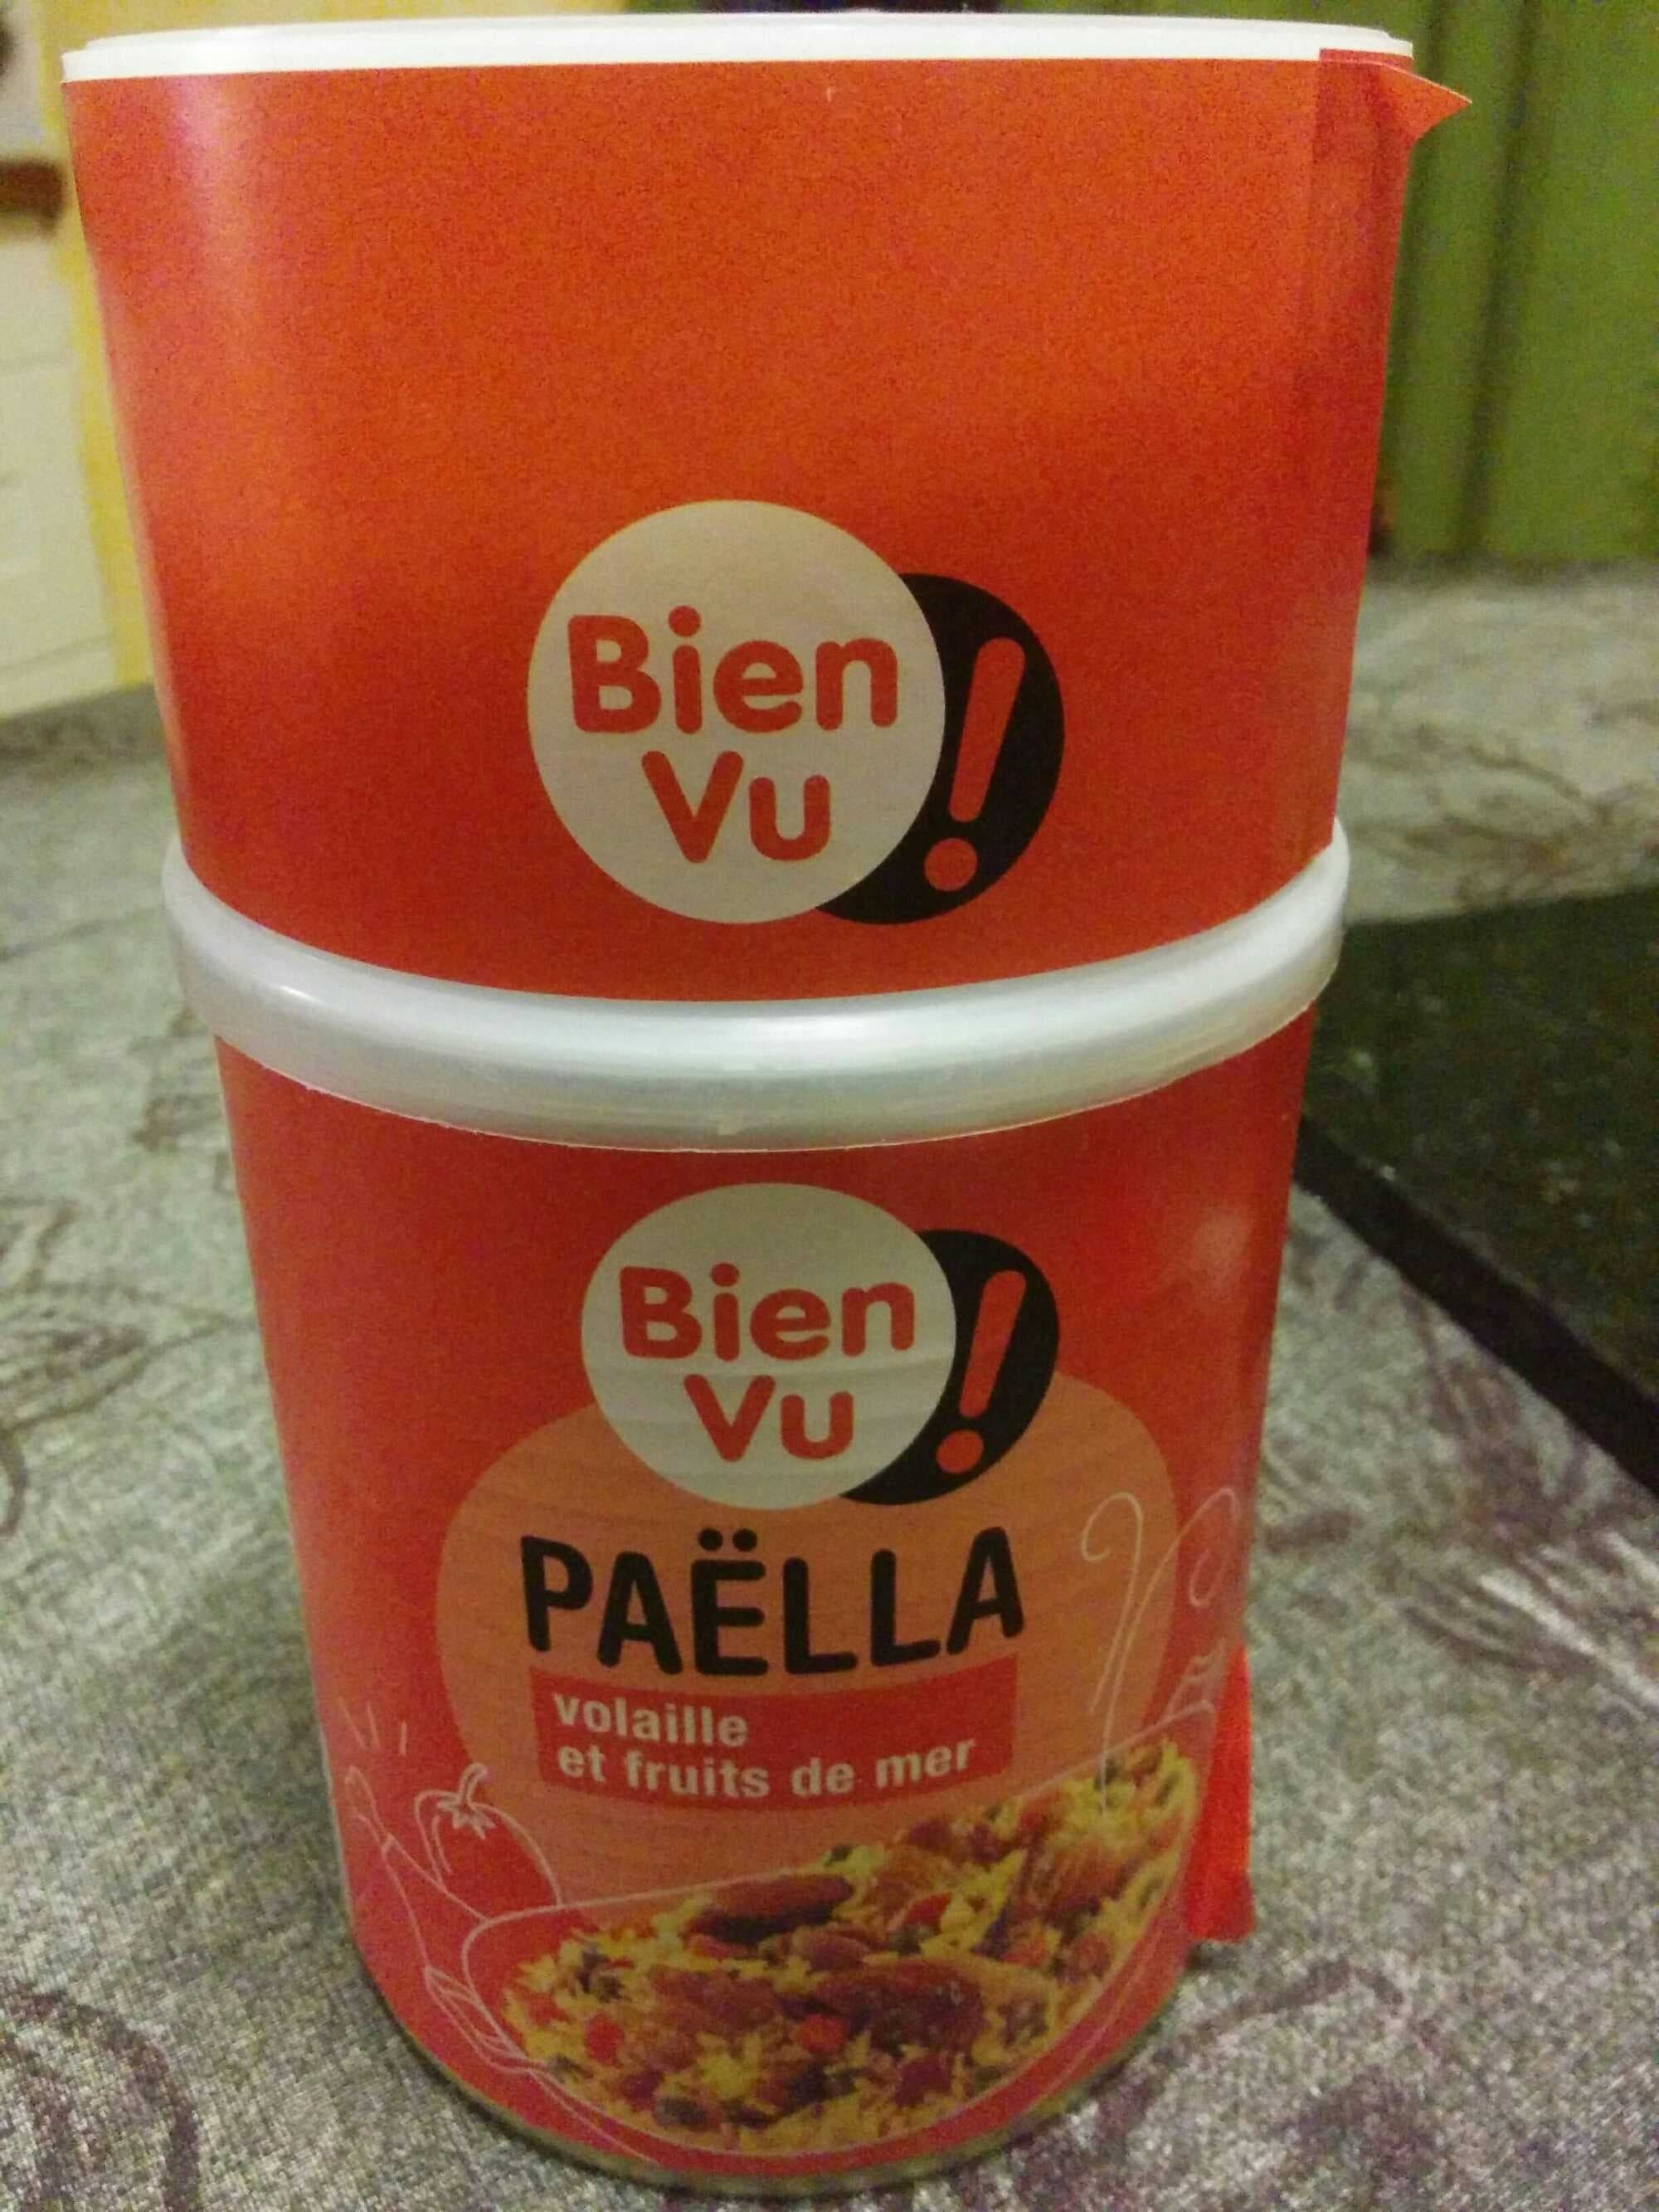 Bien
Vu
!
Bien
Vu
!
PAËLLA
volaille
et fruits de mer